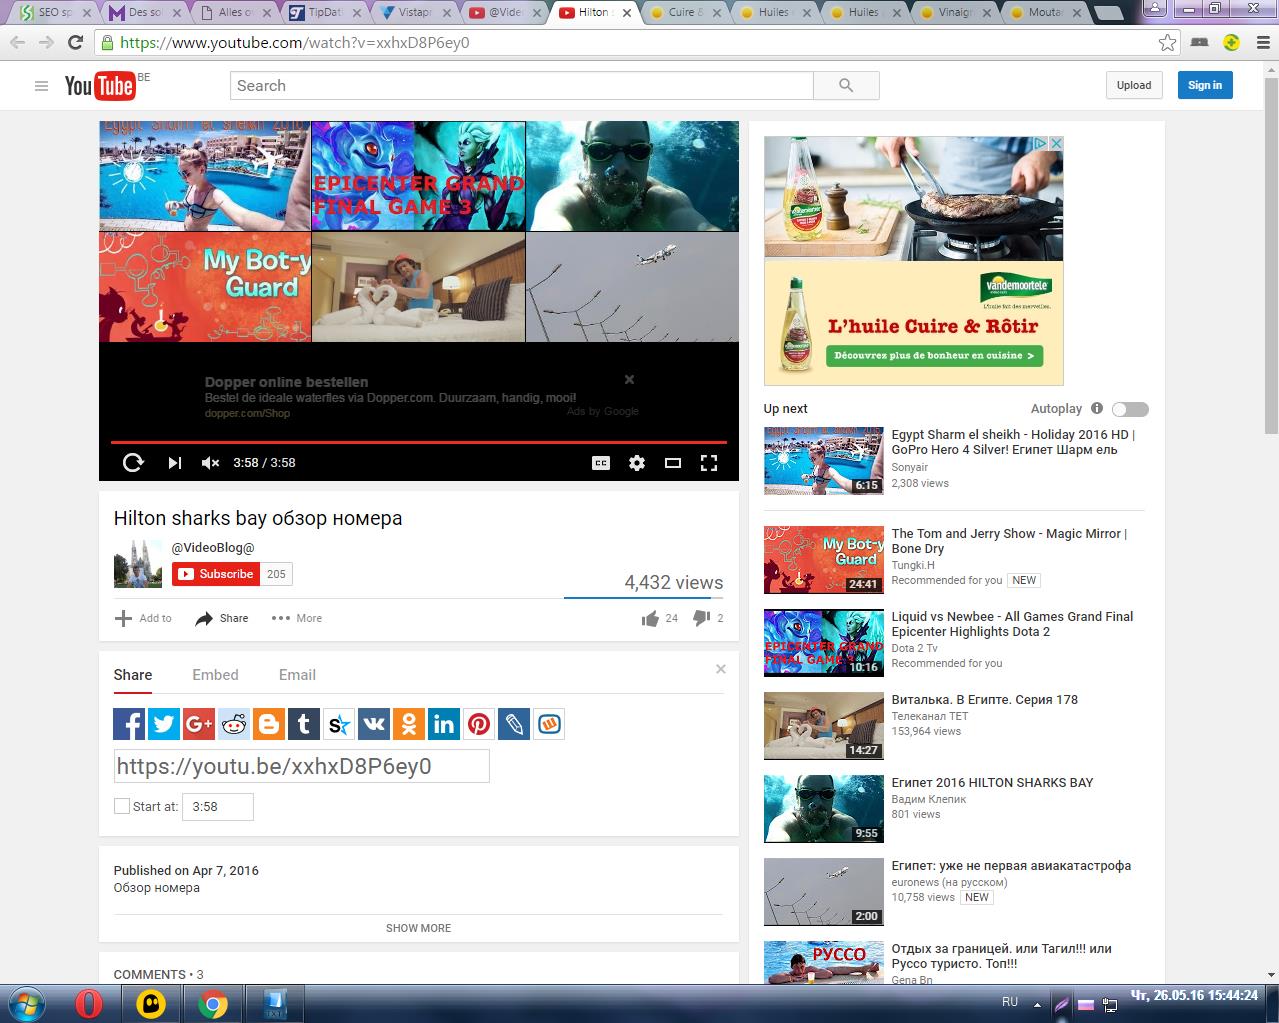 SEO sp
Des so
Alles o
TipDat
Vistapr
@Vide
Hilton s
Cuire &
Huiles
Huiles
Vinaigr
Moutar
https://www.youtube.com/watch?v=xxhxD8P6ey0
YouTube BE
Search
Upload
Sign in
Egypt Sharm el sheikh 2016
EPICENTER GRAND
FINAL GAME 3
My Bot-y
Guard
Dopper online bestellen
Bestel de ideale waterfles via Dopper.com. Duurzaam, handig, mooi!
dopper.com/Shop
Ads by Google
3:58 / 3:58
CC
Hilton sharks bay обзор номера
@VideoBlog@
Subscribe 205
4,432 views
Add to
Share
More
24
2
Share
Embed
Email
https://youtu.be/xxhxD8P6ey0
Start at: 3:58
Published on Apr 7, 2016
Обзор номера
SHOW MORE
COMMENTS • 3
Vandemoortele
L'huile fait des merveilles.
L'huile Cuire & Rôtir
Découvrez plus de bonheur en cuisine >
Up next
Autoplay
Egypt Sharm el sheikh - Holiday 2016 HD |
GoPro Hero 4 Silver! Египет Шарм ель
Sonyair
2,308 views
6:15
The Tom and Jerry Show - Magic Mirror |
Bone Dry
Tungki.H
Recommended for you NEW
My Bot-y
Guard
24:41
Liquid vs Newbee - All Games Grand Final
Epicenter Highlights Dota 2
Dota 2 Tv
Recommended for you
EPICENTER GRAND
FINAL GAME 3
10:16
Виталька. В Египте. Серия 178
Телеканал ТЕТ
153,964 views
14:27
Египет 2016 HILTON SHARKS BAY
Вадим Клепик
801 views
9:55
Египет: уже не первая авиакатастрофа
euronews (на русском)
10,758 views NEW
2:00
Отдых за границей. или Тагил!!! или
Руссо туристо. Топ!!!
Gena Bn
РУССО
TXT
RU
Чт, 26.05.16 15:44:24